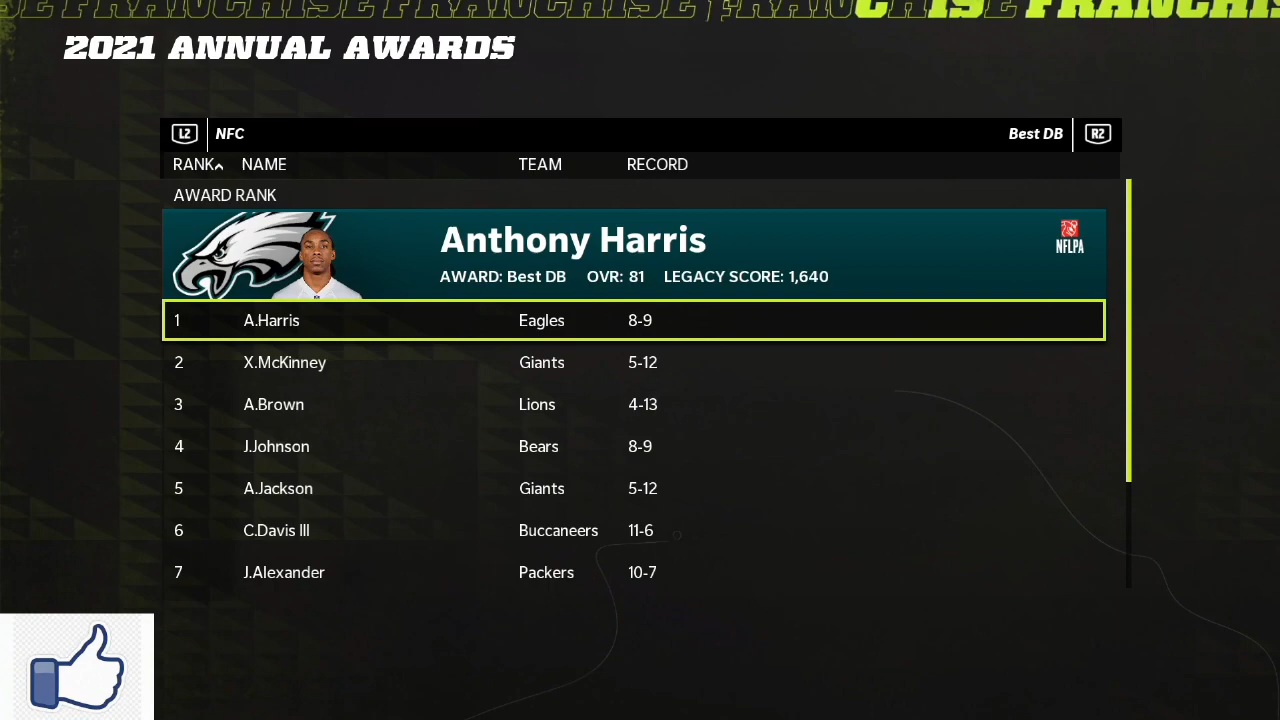 FRANCHISE FRANCHISE FRANCHISE FRANCHISE CHISE FRANCHIS
2021 ANNUAL AWARDS
L2 NFC Best DB R2
RANK NAME TEAM RECORD
AWARD RANK
Anthony Harris
NFLPA
AWARD: Best DB OVR: 81 LEGACY SCORE: 1,640
1 A.Harris Eagles 8-9
2 X.McKinney Giants 5-12
3 A.Brown Lions 4-13
4 J.Johnson Bears 8-9
5 A.Jackson Giants 5-12
6 C.Davis III Buccaneers 11-6
7 J.Alexander Packers 10-7